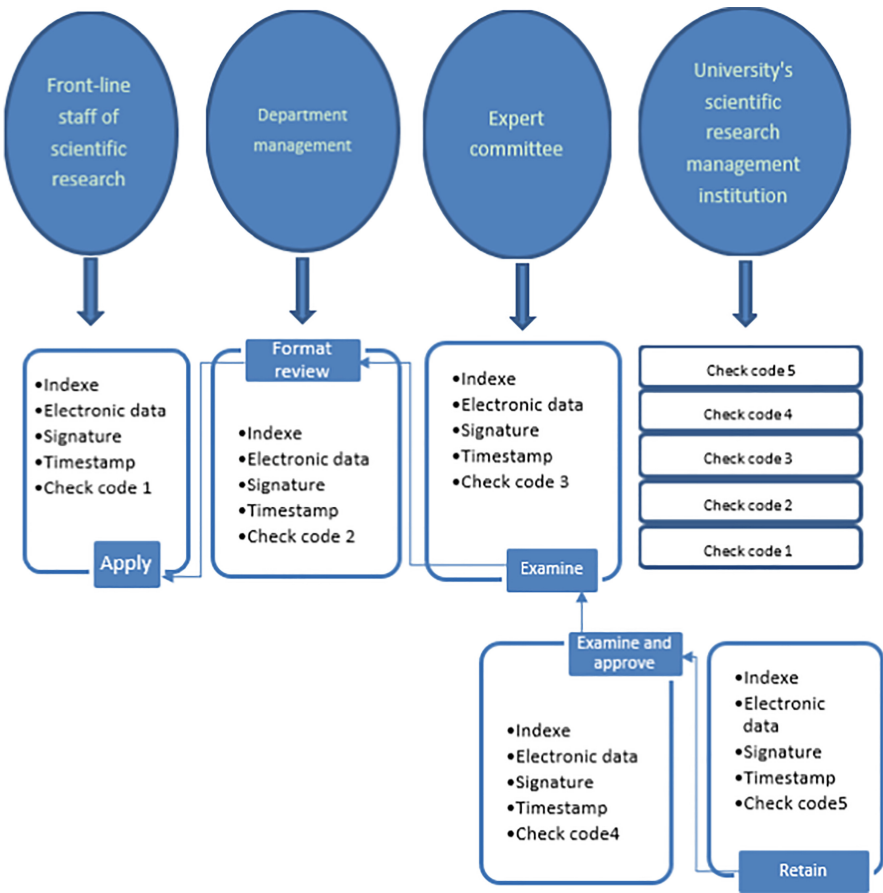 Front-line
staff of
scientific
research
Department
management
Expert
committee
University's
scientific
research
management
institution
•Indexe
•Electronic data
•Signature
•Timestamp
•Check code 1
Apply
Format
review
•Indexe
•Electronic data
•Signature
•Timestamp
•Check code 2
•Indexe
•Electronic data
•Signature
•Timestamp
•Check code 3
Examine
Check code 5
Check code 4
Check code 3
Check code 2
Check code 1
Examine and
approve
•Indexe
•Electronic data
•Signature
•Timestamp
•Check code4
•Indexe
•Electronic
data
•Signature
•Timestamp
•Check code5
Retain